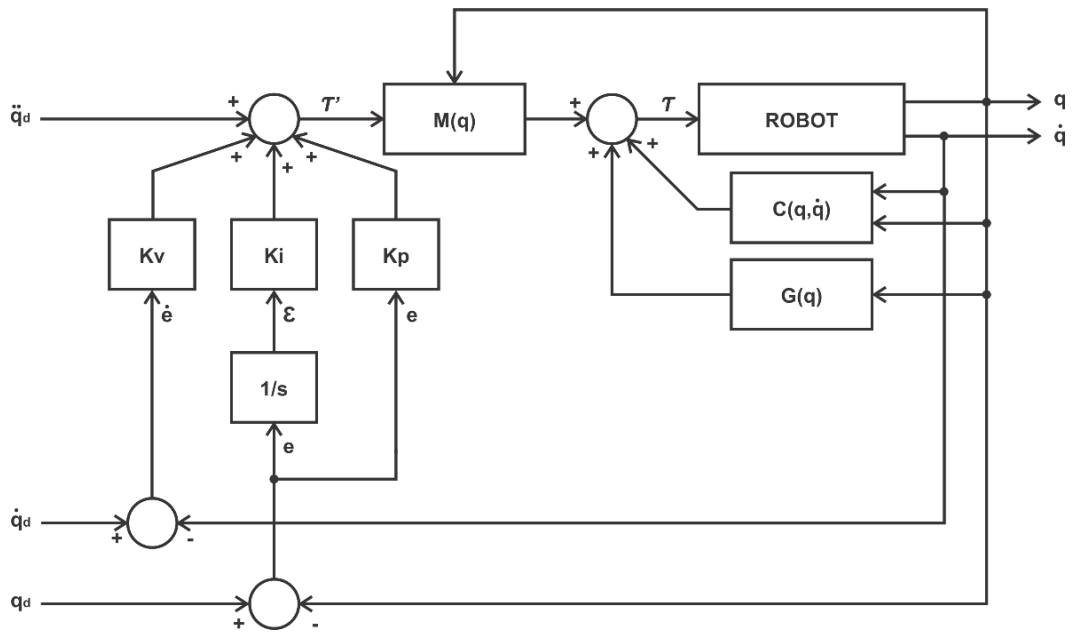 q̈d
+
+
+
+
τ'
M(q)
+
+
+
τ
ROBOT
q
q̇
C(q,q̇)
G(q)
Kv
Ki
Kp
ė
ε
e
1/s
e
q̇d
+
-
qd
+
-